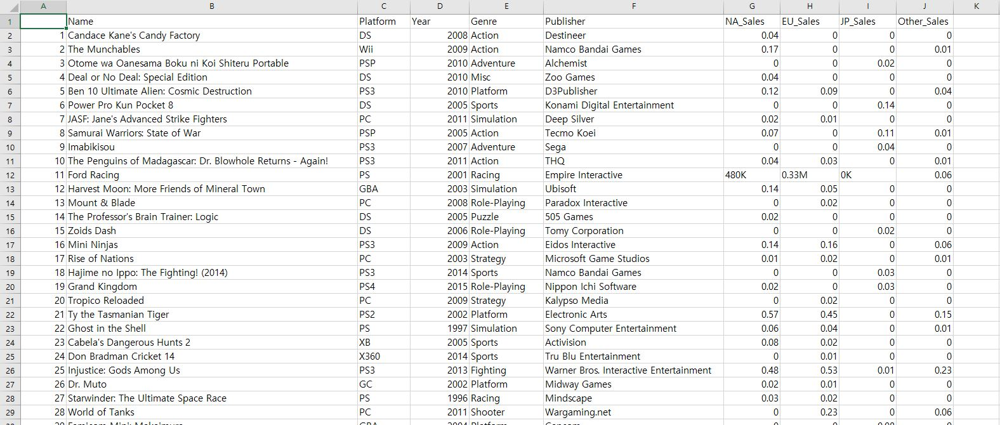 A B C D E F G H I J K
1 Name Platform Year Genre Publisher NA_Sales EU_Sales JP_Sales Other_Sales
2 1 Candace Kane's Candy Factory DS 2008 Action Destineer 0.04 0 0 0
3 2 The Munchables Wii 2009 Action Namco Bandai Games 0.17 0 0 0.01
4 3 Otome wa Oanesama Boku ni Koi Shiteru Portable PSP 2010 Adventure Alchemist 0 0 0.02 0
5 4 Deal or No Deal: Special Edition DS 2010 Misc Zoo Games 0.04 0 0 0
6 5 Ben 10 Ultimate Alien: Cosmic Destruction PS3 2010 Platform D3Publisher 0.12 0.09 0 0.04
7 6 Power Pro Kun Pocket 8 DS 2005 Sports Konami Digital Entertainment 0 0 0.14 0
8 7 JASF: Jane's Advanced Strike Fighters PC 2011 Simulation Deep Silver 0.02 0.01 0 0
9 8 Samurai Warriors: State of War PSP 2005 Action Tecmo Koei 0.07 0 0.11 0.01
10 9 Imabikisou PS3 2007 Adventure Sega 0 0 0.04 0
11 10 The Penguins of Madagascar: Dr. Blowhole Returns - Again! PS3 2011 Action THQ 0.04 0.03 0 0.01
12 11 Ford Racing PS 2001 Racing Empire Interactive 480K 0.33M 0K 0.06
13 12 Harvest Moon: More Friends of Mineral Town GBA 2003 Simulation Ubisoft 0.14 0.05 0 0
14 13 Mount & Blade PC 2008 Role-Playing Paradox Interactive 0 0.02 0 0
15 14 The Professor's Brain Trainer: Logic DS 2005 Puzzle 505 Games 0.02 0 0 0
16 15 Zoids Dash DS 2006 Role-Playing Tomy Corporation 0 0 0.02 0
17 16 Mini Ninjas PS3 2009 Action Eidos Interactive 0.14 0.16 0 0.06
18 17 Rise of Nations PC 2003 Strategy Microsoft Game Studios 0.01 0.02 0 0.01
19 18 Hajime no Ippo: The Fighting! (2014) PS3 2014 Sports Namco Bandai Games 0 0 0.03 0
20 19 Grand Kingdom PS4 2015 Role-Playing Nippon Ichi Software 0.02 0 0.03 0
21 20 Tropico Reloaded PC 2009 Strategy Kalypso Media 0 0.02 0 0
22 21 Ty the Tasmanian Tiger PS2 2002 Platform Electronic Arts 0.57 0.45 0 0.15
23 22 Ghost in the Shell PS 1997 Simulation Sony Computer Entertainment 0.06 0.04 0 0.01
24 23 Cabela's Dangerous Hunts 2 XB 2005 Sports Activision 0.08 0.02 0 0
25 24 Don Bradman Cricket 14 X360 2014 Sports Tru Blu Entertainment 0 0.01 0 0
26 25 Injustice: Gods Among Us PS3 2013 Fighting Warner Bros. Interactive Entertainment 0.48 0.53 0.01 0.23
27 26 Dr. Muto GC 2002 Platform Midway Games 0.02 0.01 0 0
28 27 Starwinder: The Ultimate Space Race PS 1996 Racing Mindscape 0.03 0.02 0 0
29 28 World of Tanks PC 2011 Shooter Wargaming.net 0 0.23 0 0.06